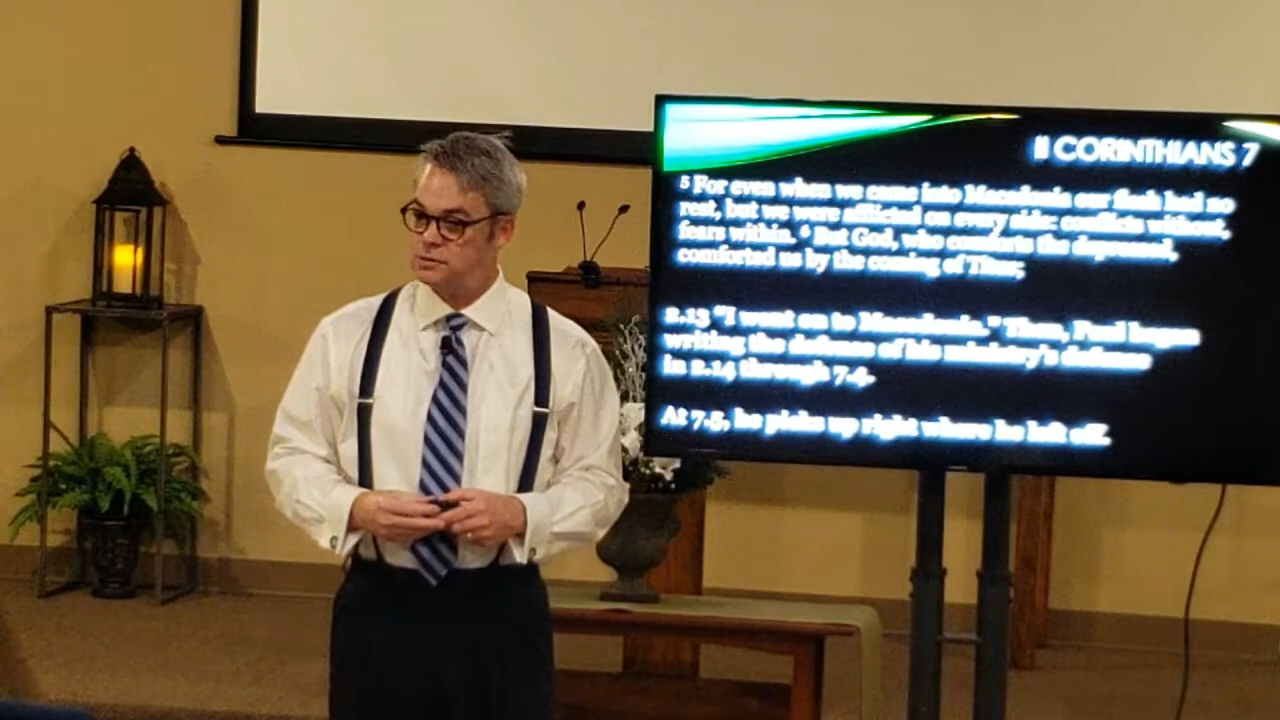 II CORINTHIANS 7
5 For even when we came into Macedonia our flesh had no
rest, but we were afflicted on every side: conflicts without,
fears within. 6 But God, who comforts the depressed,
comforted us by the coming of Titus;
2.13 "I went on to Macedonia." Then, Paul began
writing the defense of his ministry's defense
in 2.14 through 7.4.
At 7.5, he picks up right where he left off.